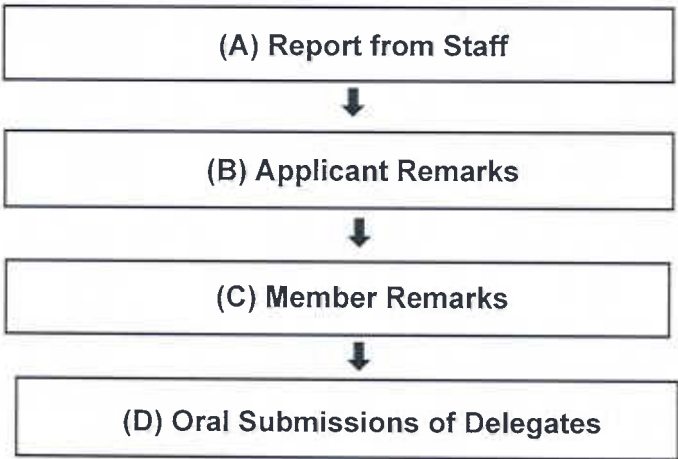 (A) Report from Staff
(B) Applicant Remarks
(C) Member Remarks
(D) Oral Submissions of Delegates